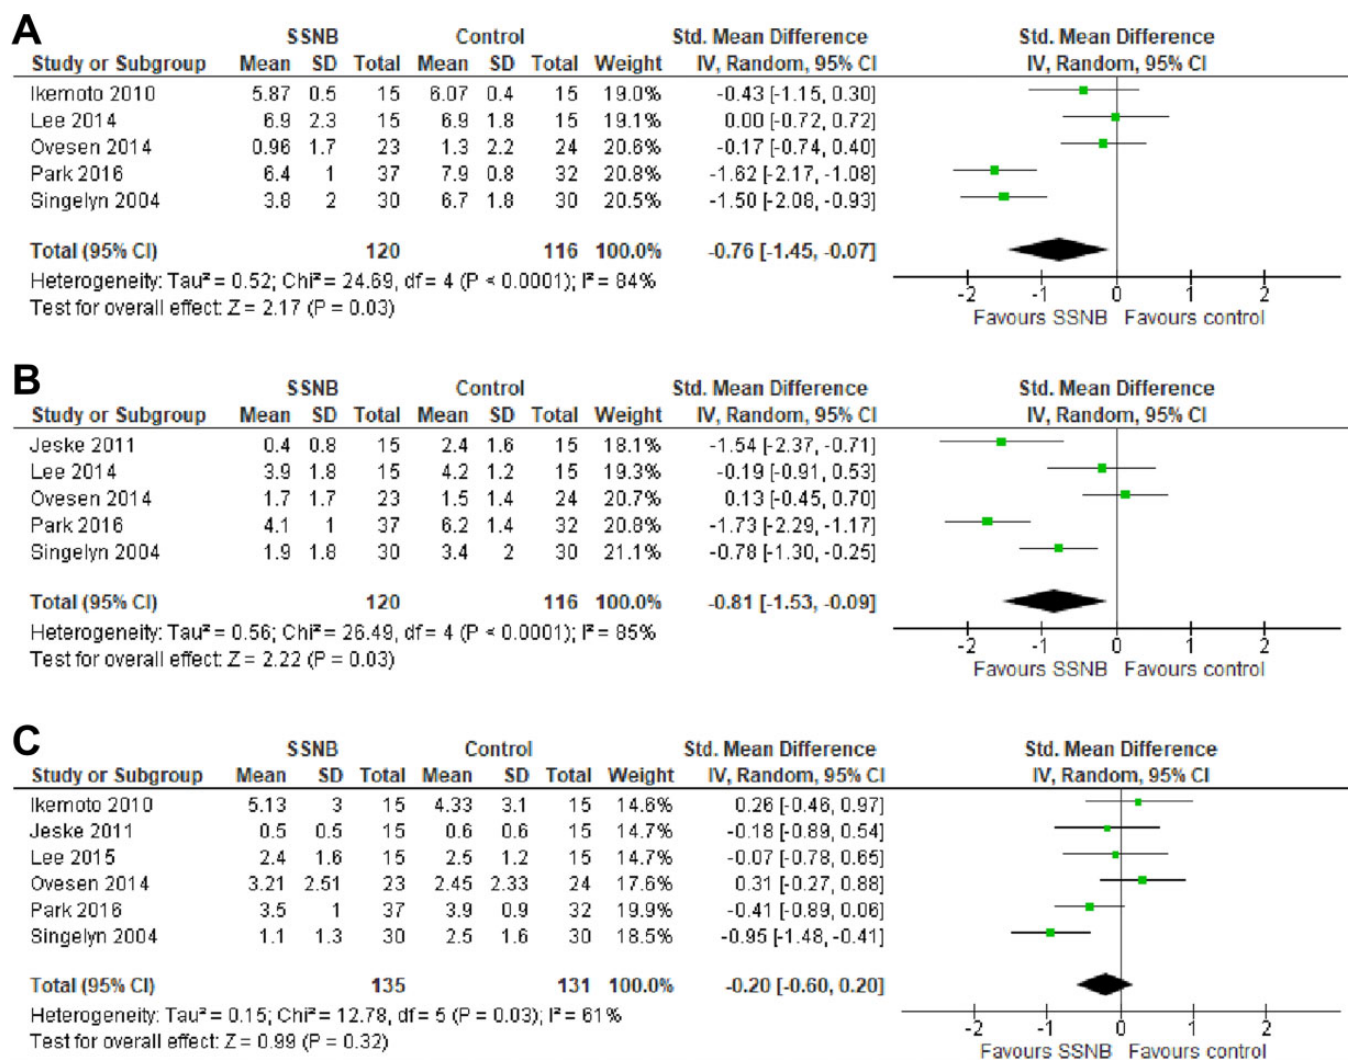 A
SSNB Control Std. Mean Difference Std. Mean Difference
Study or Subgroup Mean SD Total Mean SD Total Weight IV, Random, 95% CI IV, Random, 95% CI
Ikemoto 2010 5.87 0.5 15 6.07 0.4 15 19.0% -0.43 [-1.15, 0.30]
Lee 2014 6.9 2.3 15 6.9 1.8 15 19.1% 0.00 [-0.72, 0.72]
Ovesen 2014 0.96 1.7 23 1.3 2.2 24 20.6% -0.17 [-0.74, 0.40]
Park 2016 6.4 1 37 7.9 0.8 32 20.8% -1.62 [-2.17, -1.08]
Singelyn 2004 3.8 2 30 6.7 1.8 30 20.5% -1.50 [-2.08, -0.93]
Total (95% CI) 120 116 100.0% -0.76 [-1.45, -0.07]
Heterogeneity: Tau² = 0.52; Chi² = 24.69, df = 4 (P < 0.0001); I² = 84%
Test for overall effect: Z = 2.17 (P = 0.03)
-2 -1 0 1 2
Favours SSNB Favours control
B
SSNB Control Std. Mean Difference Std. Mean Difference
Study or Subgroup Mean SD Total Mean SD Total Weight IV, Random, 95% CI IV, Random, 95% CI
Jeske 2011 0.4 0.8 15 2.4 1.6 15 18.1% -1.54 [-2.37, -0.71]
Lee 2014 3.9 1.8 15 4.2 1.2 15 19.3% -0.19 [-0.91, 0.53]
Ovesen 2014 1.7 1.7 23 1.5 1.4 24 20.7% 0.13 [-0.45, 0.70]
Park 2016 4.1 1 37 6.2 1.4 32 20.8% -1.73 [-2.29, -1.17]
Singelyn 2004 1.9 1.8 30 3.4 2 30 21.1% -0.78 [-1.30, -0.25]
Total (95% CI) 120 116 100.0% -0.81 [-1.53, -0.09]
Heterogeneity: Tau² = 0.56; Chi² = 26.49, df = 4 (P < 0.0001); I² = 85%
Test for overall effect: Z = 2.22 (P = 0.03)
-2 -1 0 1 2
Favours SSNB Favours control
C
SSNB Control Std. Mean Difference Std. Mean Difference
Study or Subgroup Mean SD Total Mean SD Total Weight IV, Random, 95% CI IV, Random, 95% CI
Ikemoto 2010 5.13 3 15 4.33 3.1 15 14.6% 0.26 [-0.46, 0.97]
Jeske 2011 0.5 0.5 15 0.6 0.6 15 14.7% -0.18 [-0.89, 0.54]
Lee 2015 2.4 1.6 15 2.5 1.2 15 14.7% -0.07 [-0.78, 0.65]
Ovesen 2014 3.21 2.51 23 2.45 2.33 24 17.6% 0.31 [-0.27, 0.88]
Park 2016 3.5 1 37 3.9 0.9 32 19.9% -0.41 [-0.89, 0.06]
Singelyn 2004 1.1 1.3 30 2.5 1.6 30 18.5% -0.95 [-1.48, -0.41]
Total (95% CI) 135 131 100.0% -0.20 [-0.60, 0.20]
Heterogeneity: Tau² = 0.15; Chi² = 12.78, df = 5 (P = 0.03); I² = 61%
Test for overall effect: Z = 0.99 (P = 0.32)
-2 -1 0 1 2
Favours SSNB Favours control